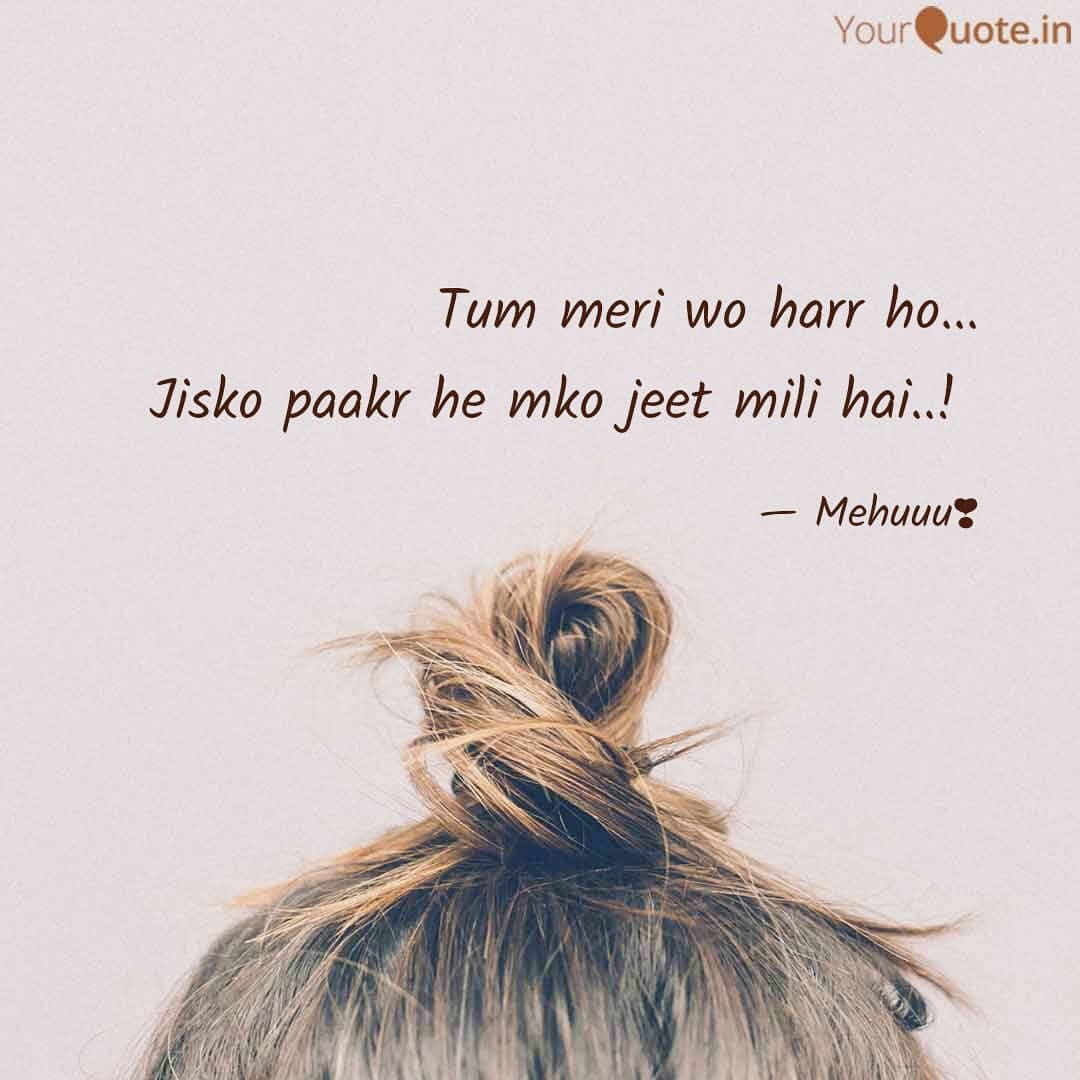 YourQuote.in
Tum meri wo harr ho...
Jisko paakr he mko jeet mili hai..!
— Mehuuu❣